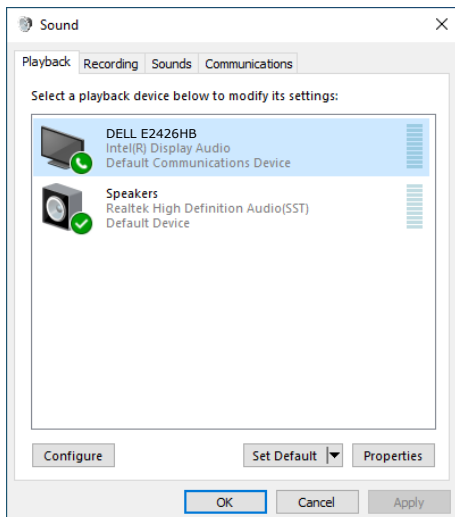 Sound
Playback Recording Sounds Communications
Select a playback device below to modify its settings:
DELL E2426HB
Intel(R) Display Audio
Default Communications Device
Speakers
Realtek High Definition Audio(SST)
Default Device
Configure Set Default Properties
OK Cancel Apply